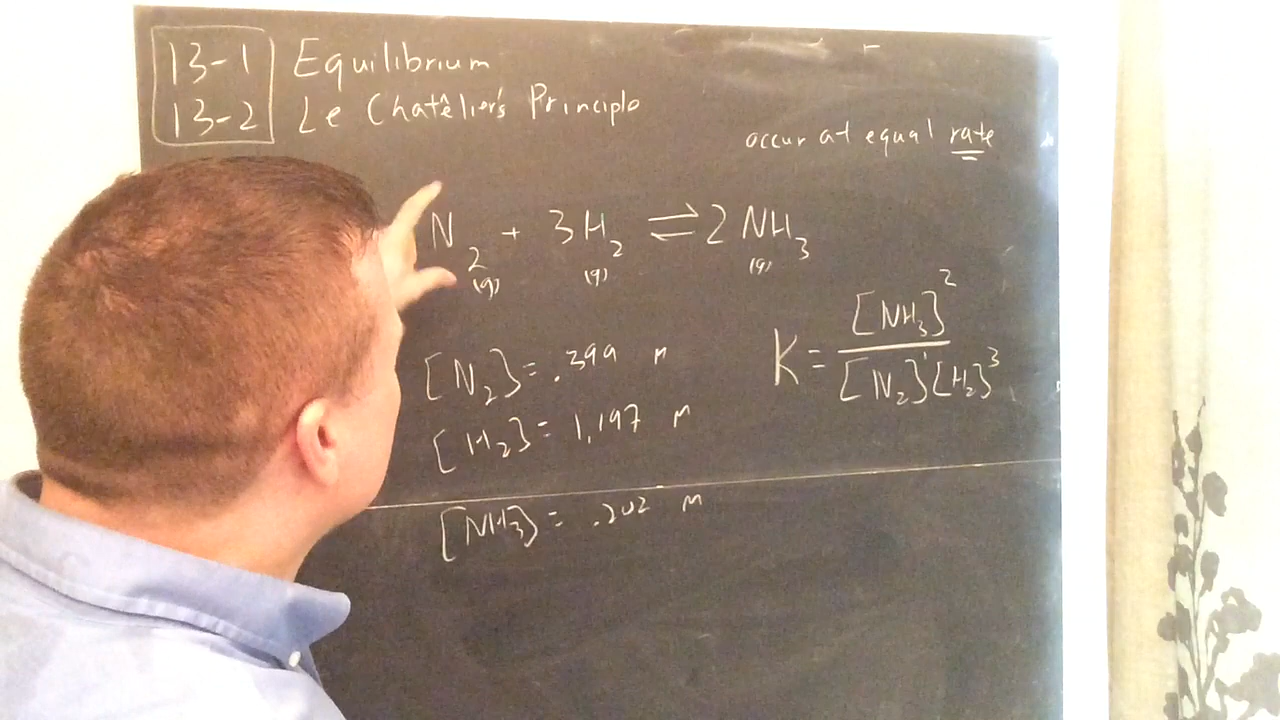 13-1 Equilibrium
13-2 Le Chatêlier's Principle
occur at equal rate
N₂ + 3H₂ ⇌ 2NH₃
(g) (g) (g)
K = [NH₃]² / [N₂]¹[H₂]³
[N₂] = .399 M
[H₂] = 1.197 M
[NH₃] = .202 M